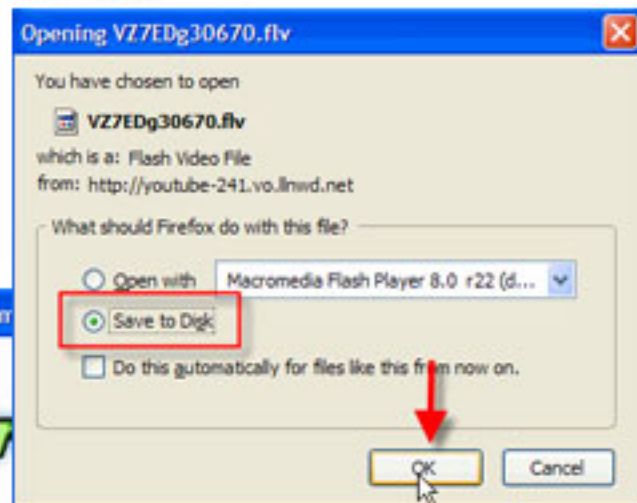 Opening VZ7EDg30670.flv
You have chosen to open
VZ7EDg30670.flv
which is a: Flash Video File
from: http://youtube-241.vo.llnwd.net
What should Firefox do with this file?
Open with Macromedia Flash Player 8.0 r22 (d...
Save to Disk
Do this automatically for files like this from now on.
OK Cancel